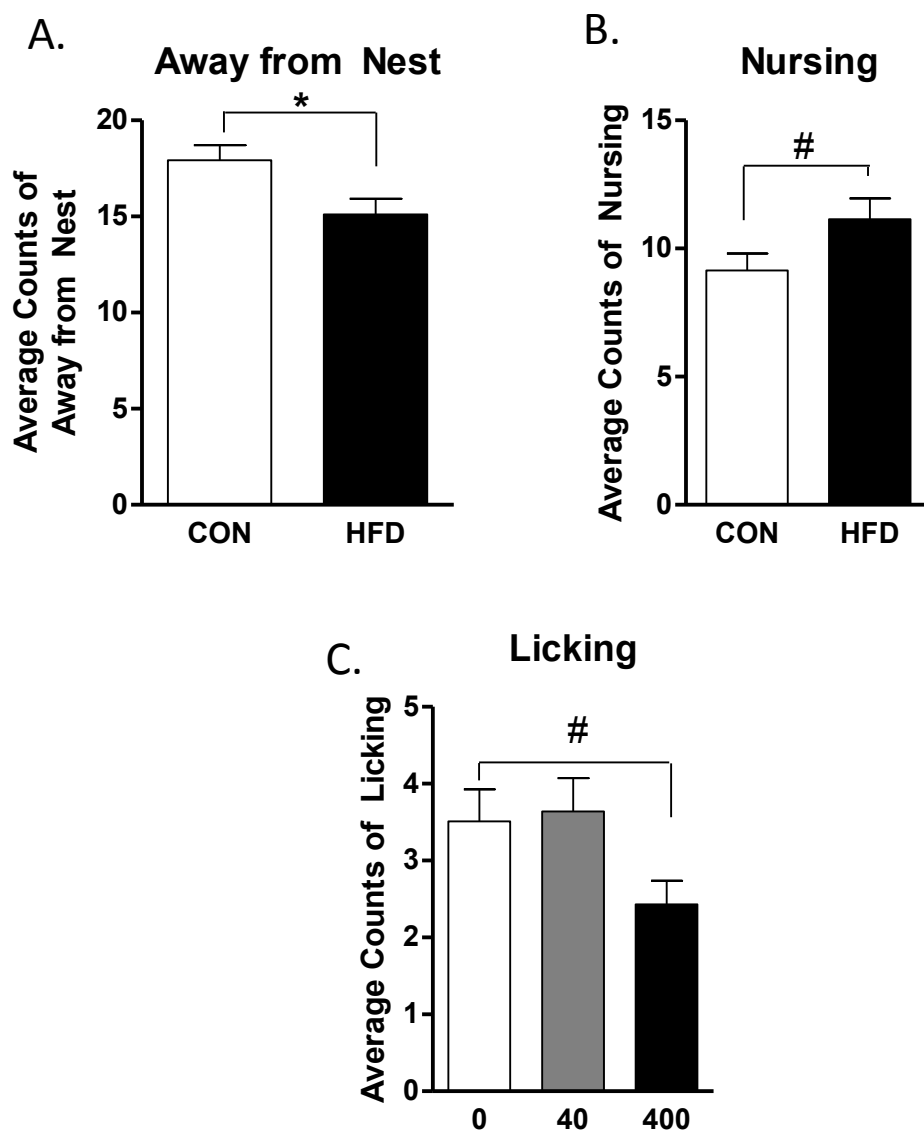 A.
Away from Nest
*
Average Counts of
Away from Nest
20
15
10
5
0
CON HFD
B.
Nursing
#
Average Counts of Nursing
15
10
5
0
CON HFD
C.
Licking
#
Average Counts of Licking
5
4
3
2
1
0
0 40 400